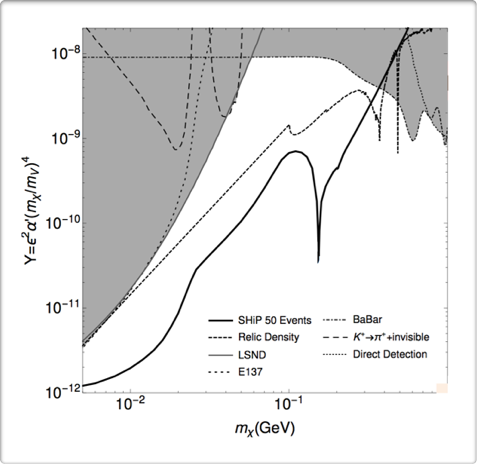 Y=ϵ²α'(mχ/mV)⁴
10⁻⁸
10⁻⁹
10⁻¹⁰
10⁻¹¹
10⁻¹²
SHiP 50 Events
Relic Density
LSND
E137
BaBar
K⁺→π⁺+invisible
Direct Detection
10⁻²
10⁻¹
mχ(GeV)